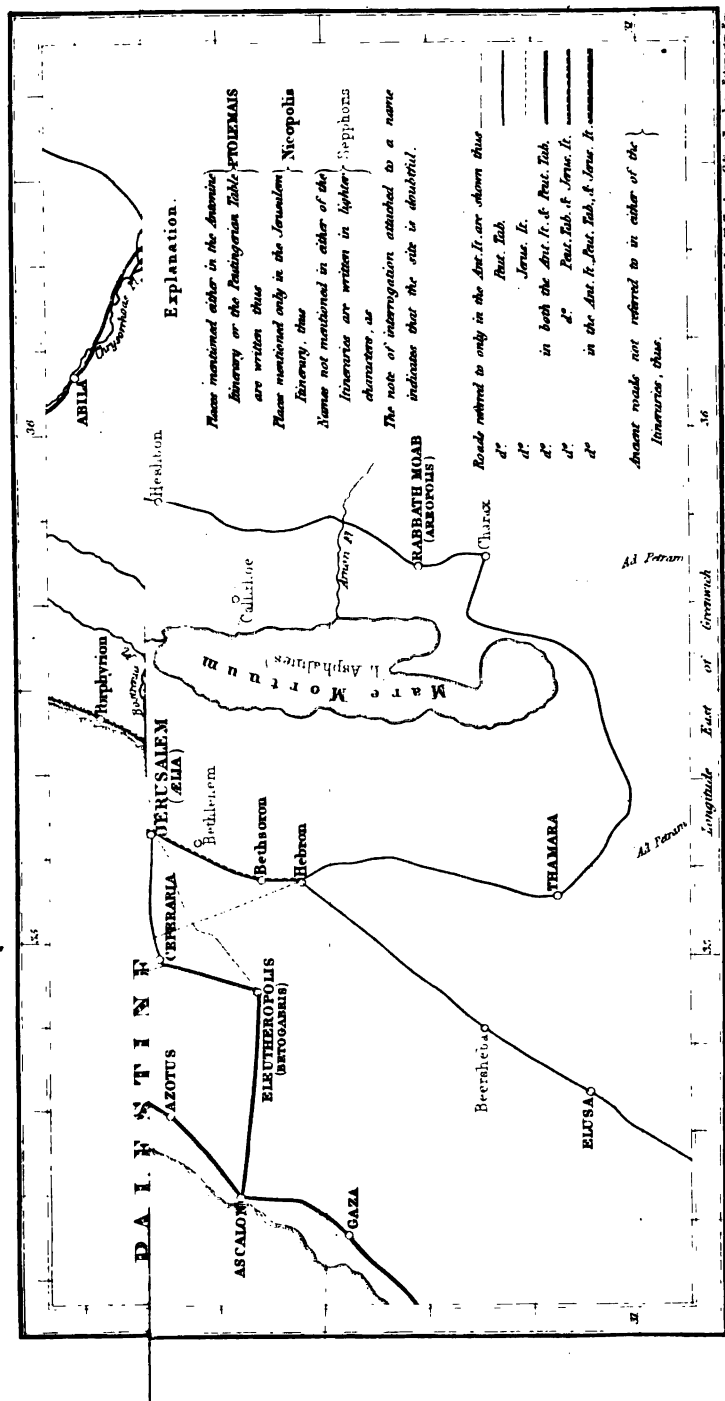 PALESTINE
36
ABILA
Chrysorrhoas
Explanation.
Places mentioned either in the Antonine
Itinerary or the Peutingerian Table
are written thus
PTOLEMAIS
Places mentioned only in the Jerusalem
Itinerary, thus
Nicopolis
Names not mentioned in either of the
Itineraries are written in lighter
characters, as
Sepphoris
The note of interrogation attached to a name
indicates that the site is doubtful.
Roads referred to only in the Ant. It. are shown thus
dº Peut. Tab.
dº Jerus. It.
dº in both the Ant. It. & Peut. Tab.
dº dº Peut. Tab. & Jerus. It.
dº in the Ant. It. Peut. Tab. & Jerus. It.
Ancient roads not referred to in either of the
Itineraries, thus.
Porphyrion
Heshbon
JERUSALEM
(ÆLIA)
Bethlehem
Callirhoe
Mare Mortuum
(L. Asphaltites)
Arnon R.
RABBATH MOAB
(AREOPOLIS)
Charax
Ad Petram
35
CEPERARIA
AZOTUS
ASCALON
ELEUTHEROPOLIS
(BETOGABRIS)
Bethsoron
Hebron
GAZA
Beersheba
ELUSA
THAMARA
Ad Petram
35
Longitude East of Greenwich
36